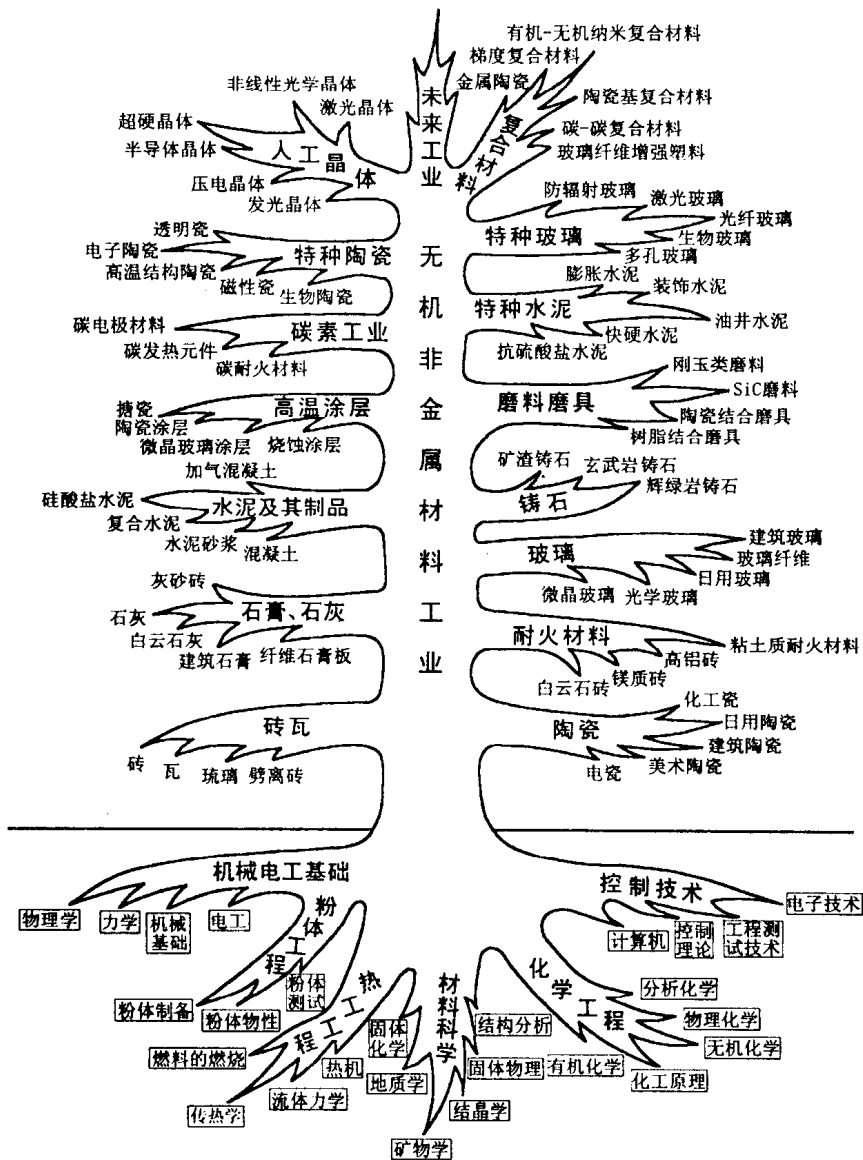 未来工业
无机非金属材料工业
人工晶体
非线性光学晶体
激光晶体
超硬晶体
半导体晶体
压电晶体
发光晶体
特种陶瓷
透明瓷
电子陶瓷
高温结构陶瓷
磁性瓷
生物陶瓷
碳素工业
碳电极材料
碳发热元件
碳耐火材料
高温涂层
搪瓷
陶瓷涂层
微晶玻璃涂层
烧蚀涂层
水泥及其制品
加气混凝土
硅酸盐水泥
复合水泥
水泥砂浆
混凝土
石膏、石灰
灰砂砖
石灰
白云石灰
建筑石膏
纤维石膏板
砖瓦
砖
瓦
琉璃
劈离砖
复合材料
有机-无机纳米复合材料
梯度复合材料
金属陶瓷
陶瓷基复合材料
碳-碳复合材料
玻璃纤维增强塑料
特种玻璃
防辐射玻璃
激光玻璃
光纤玻璃
生物玻璃
多孔玻璃
特种水泥
膨胀水泥
装饰水泥
油井水泥
快硬水泥
抗硫酸盐水泥
磨料磨具
刚玉类磨料
SiC磨料
陶瓷结合磨具
树脂结合磨具
铸石
矿渣铸石
玄武岩铸石
辉绿岩铸石
玻璃
建筑玻璃
玻璃纤维
日用玻璃
光学玻璃
微晶玻璃
耐火材料
粘土质耐火材料
高铝砖
镁质砖
白云石砖
陶瓷
化工瓷
日用陶瓷
建筑陶瓷
美术陶瓷
电瓷
机械电工基础
物理学
力学
机械
基础
电工
粉体工程
粉体制备
粉体物性
粉体
测试
热工工程
燃料的燃烧
传热学
流体力学
热机
材料科学
固体
化学
地质学
矿物学
结晶学
固体物理
结构分析
化学工程
有机化学
化工原理
无机化学
物理化学
分析化学
控制技术
计算机
控制
理论
工程测
试技术
电子技术